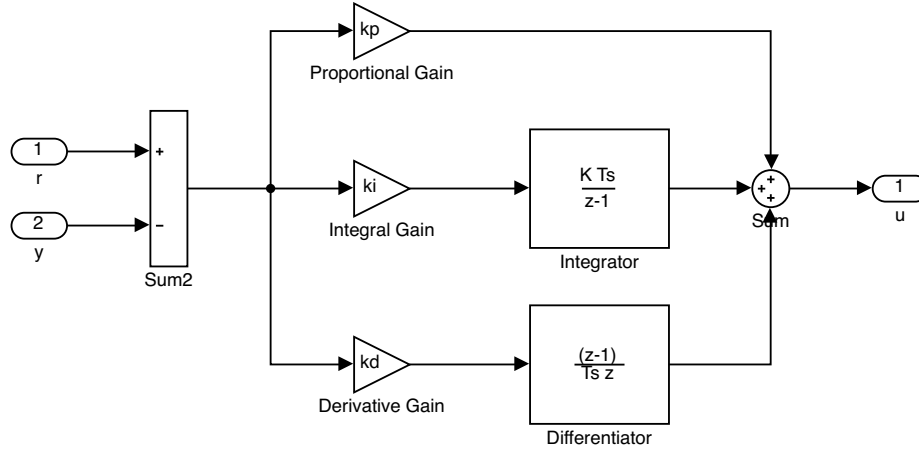 kp
Proportional Gain
1
r
+
ki
Integral Gain
K Ts
z-1
Integrator
+
+
+
Sum
1
u
2
y
−
Sum2
kd
Derivative Gain
(z-1)
Ts z
Differentiator